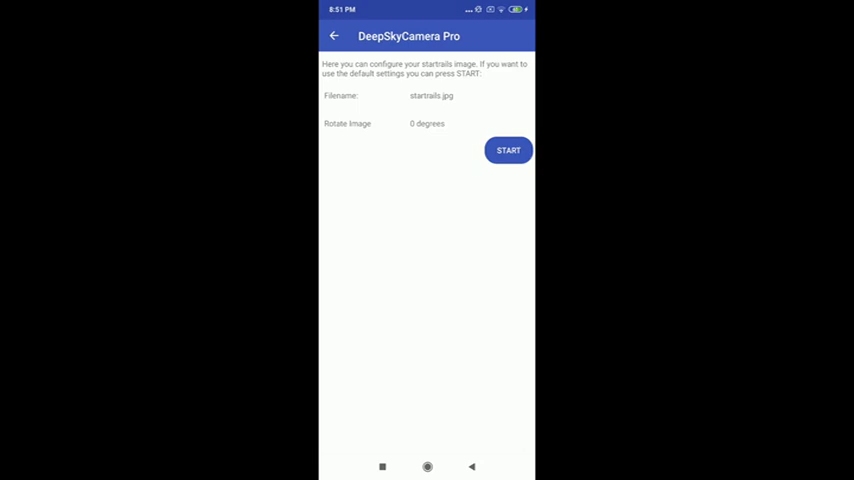 8:51 PM
DeepSkyCamera Pro
Here you can configure your startrails image. If you want to
use the default settings you can press START:
Filename: startrails.jpg
Rotate Image 0 degrees
START